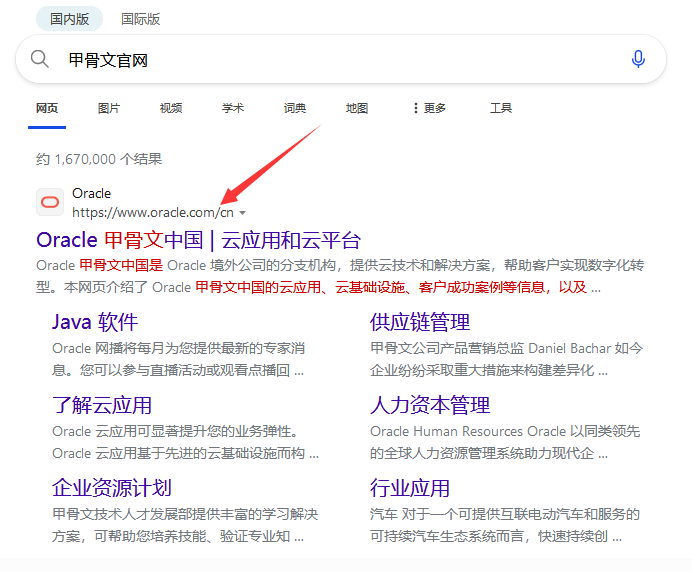 国内版 国际版
甲骨文官网
网页 图片 视频 学术 词典 地图 更多 工具
约 1,670,000 个结果
Oracle
https://www.oracle.com/cn
Oracle 甲骨文中国 | 云应用和云平台
Oracle 甲骨文中国是 Oracle 境外公司的分支机构，提供云技术和解决方案，帮助客户实现数字化转
型。本网页介绍了 Oracle 甲骨文中国的云应用、云基础设施、客户成功案例等信息，以及 ...
Java 软件
Oracle 网播将每月为您提供最新的专家消
息。您可以参与直播活动或观看点播回 ...
供应链管理
甲骨文公司产品营销总监 Daniel Bachar 如今
企业纷纷采取重大措施来构建差异化 ...
了解云应用
Oracle 云应用可显著提升您的业务弹性。
Oracle 云应用基于先进的云基础设施而构 ...
人力资本管理
Oracle Human Resources Oracle 以同类领先
的全球人力资源管理系统助力现代企 ...
企业资源计划
甲骨文技术人才发展部提供丰富的学习解决
方案，可帮助您培养技能、验证专业知 ...
行业应用
汽车 对于一个可提供互联电动汽车和服务的
可持续汽车生态系统而言，快速持续创 ...